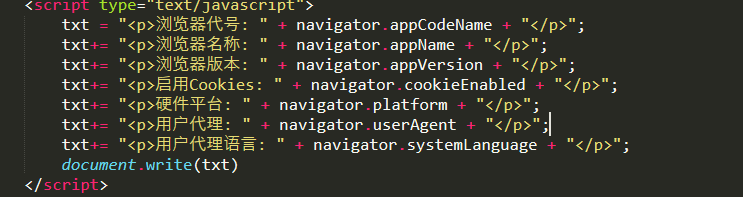 <script type="text/javascript">
txt = "<p>浏览器代号: " + navigator.appCodeName + "</p>";
txt+= "<p>浏览器名称: " + navigator.appName + "</p>";
txt+= "<p>浏览器版本: " + navigator.appVersion + "</p>";
txt+= "<p>启用Cookies: " + navigator.cookieEnabled + "</p>";
txt+= "<p>硬件平台: " + navigator.platform + "</p>";
txt+= "<p>用户代理: " + navigator.userAgent + "</p>";
txt+= "<p>用户代理语言: " + navigator.systemLanguage + "</p>";
document.write(txt)
</script>